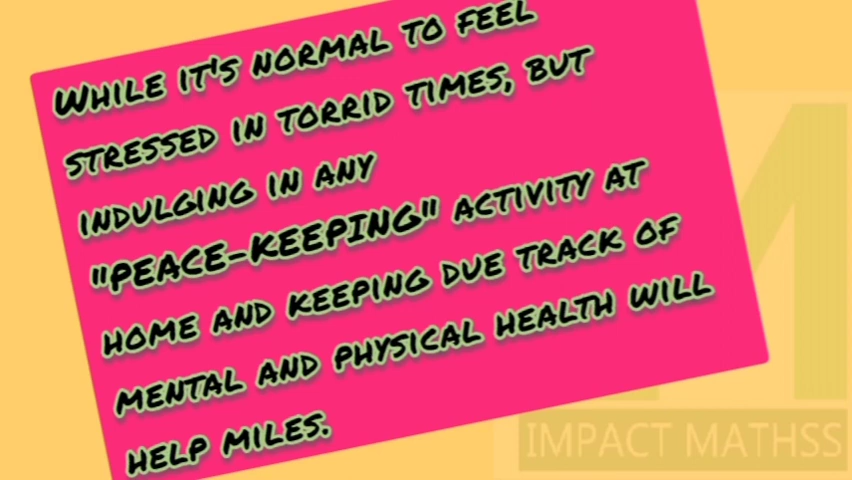 WHILE IT'S NORMAL TO FEEL
STRESSED IN TORRID TIMES, BUT
INDULGING IN ANY
"PEACE-KEEPING" ACTIVITY AT
HOME AND KEEPING DUE TRACK OF
MENTAL AND PHYSICAL HEALTH WILL
HELP MILES.
IMPACT MATHSS